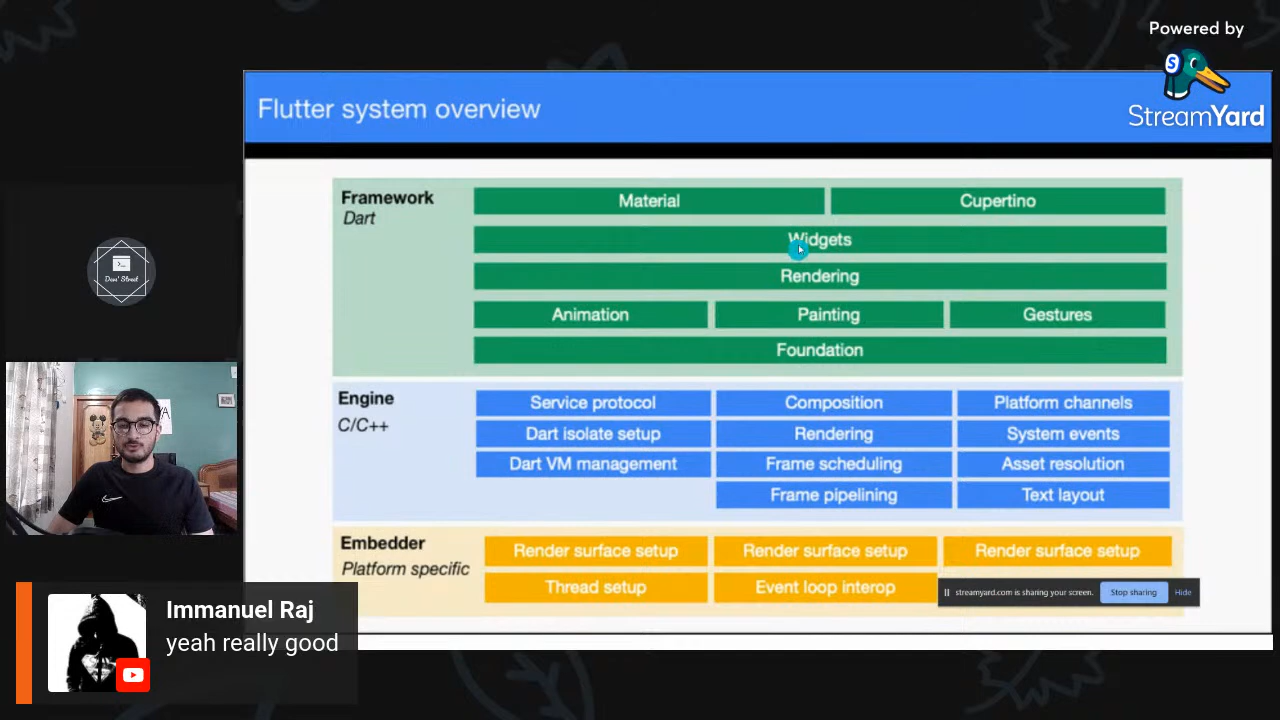 Powered by
StreamYard
Flutter system overview
Framework
Dart
Material
Cupertino
Widgets
Rendering
Animation
Painting
Gestures
Foundation
Engine
C/C++
Service protocol
Composition
Platform channels
Dart isolate setup
Rendering
System events
Dart VM management
Frame scheduling
Asset resolution
Frame pipelining
Text layout
Embedder
Platform specific
Render surface setup
Render surface setup
Render surface setup
Thread setup
Event loop interop
streamyard.com is sharing your screen.
Stop sharing
Hide
Dev' Street
Immanuel Raj
yeah really good